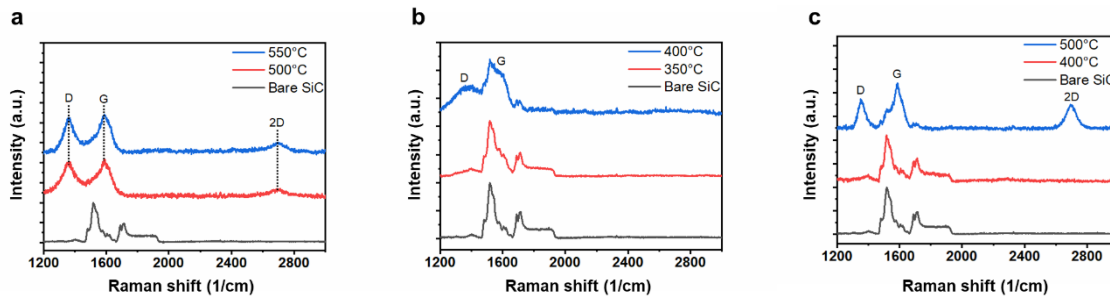 a
550°C
500°C
Bare SiC
D
G
2D
Intensity (a.u.)
1200 1600 2000 2400 2800
Raman shift (1/cm)
b
400°C
350°C
Bare SiC
D
G
Intensity (a.u.)
1200 1600 2000 2400 2800
Raman shift (1/cm)
c
500°C
400°C
Bare SiC
D
G
2D
Intensity (a.u.)
1200 1600 2000 2400 2800
Raman shift (1/cm)